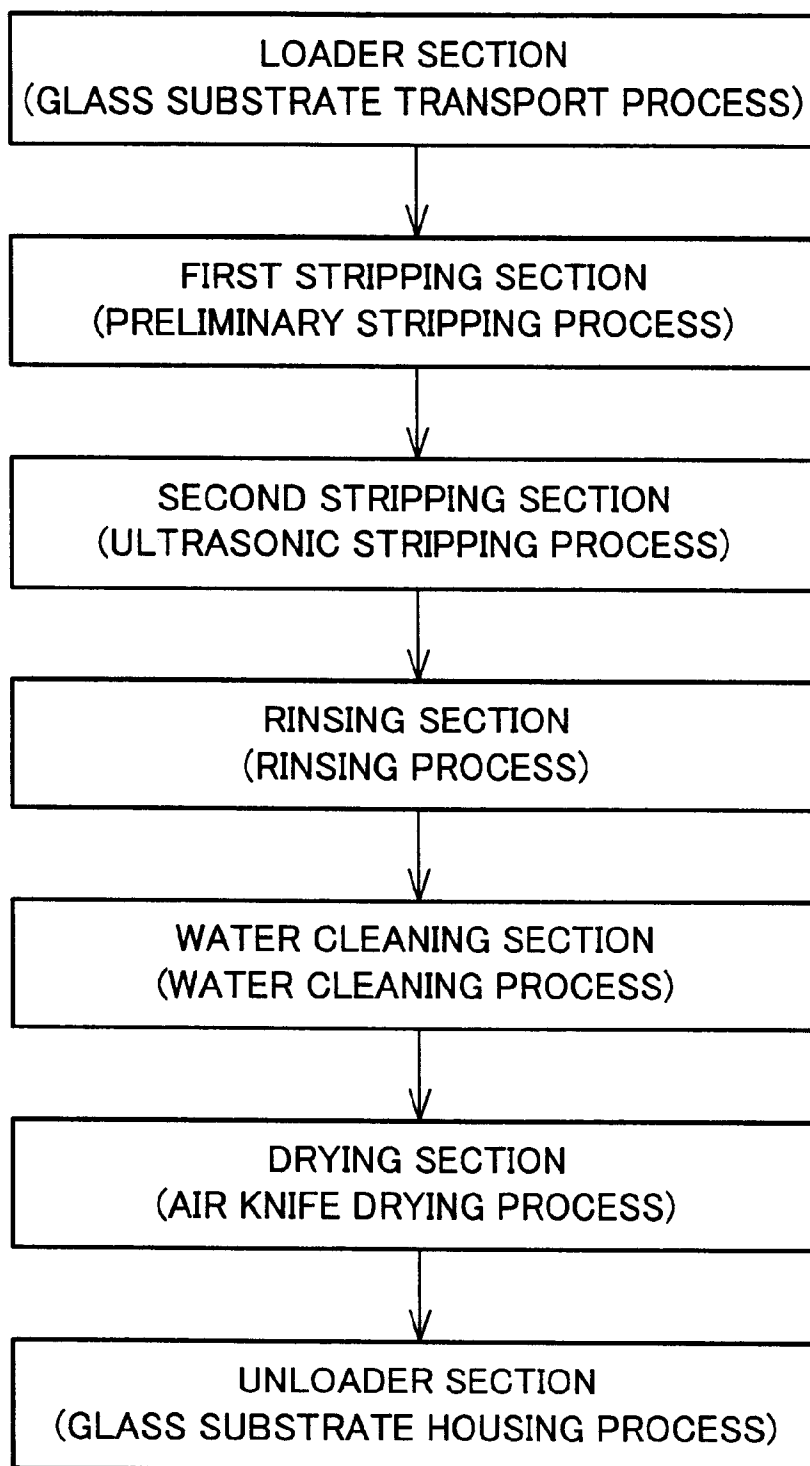 LOADER SECTION
(GLASS SUBSTRATE TRANSPORT PROCESS)
FIRST STRIPPING SECTION
(PRELIMINARY STRIPPING PROCESS)
SECOND STRIPPING SECTION
(ULTRASONIC STRIPPING PROCESS)
RINSING SECTION
(RINSING PROCESS)
WATER CLEANING SECTION
(WATER CLEANING PROCESS)
DRYING SECTION
(AIR KNIFE DRYING PROCESS)
UNLOADER SECTION
(GLASS SUBSTRATE HOUSING PROCESS)